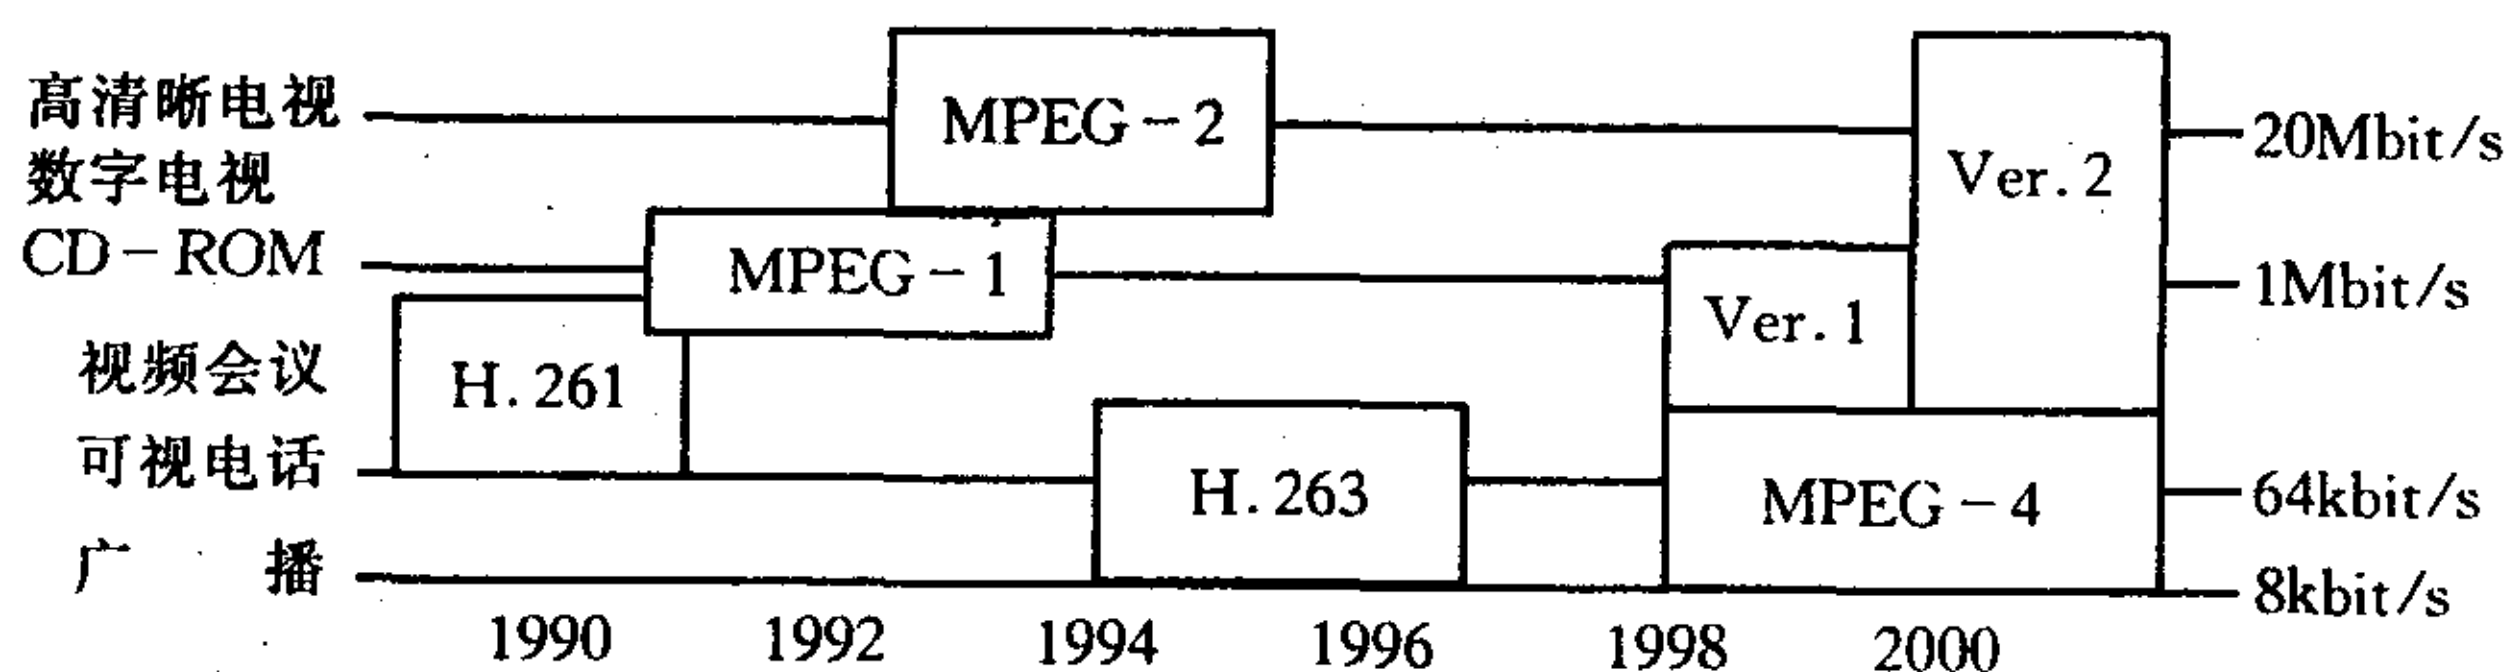 高清晰电视
MPEG-2
20Mbit/s
数字电视
Ver.2
CD-ROM
MPEG-1
1Mbit/s
Ver.1
视频会议
H.261
可视电话
H.263
MPEG-4
64kbit/s
广 播
8kbit/s
1990 1992 1994 1996 1998 2000